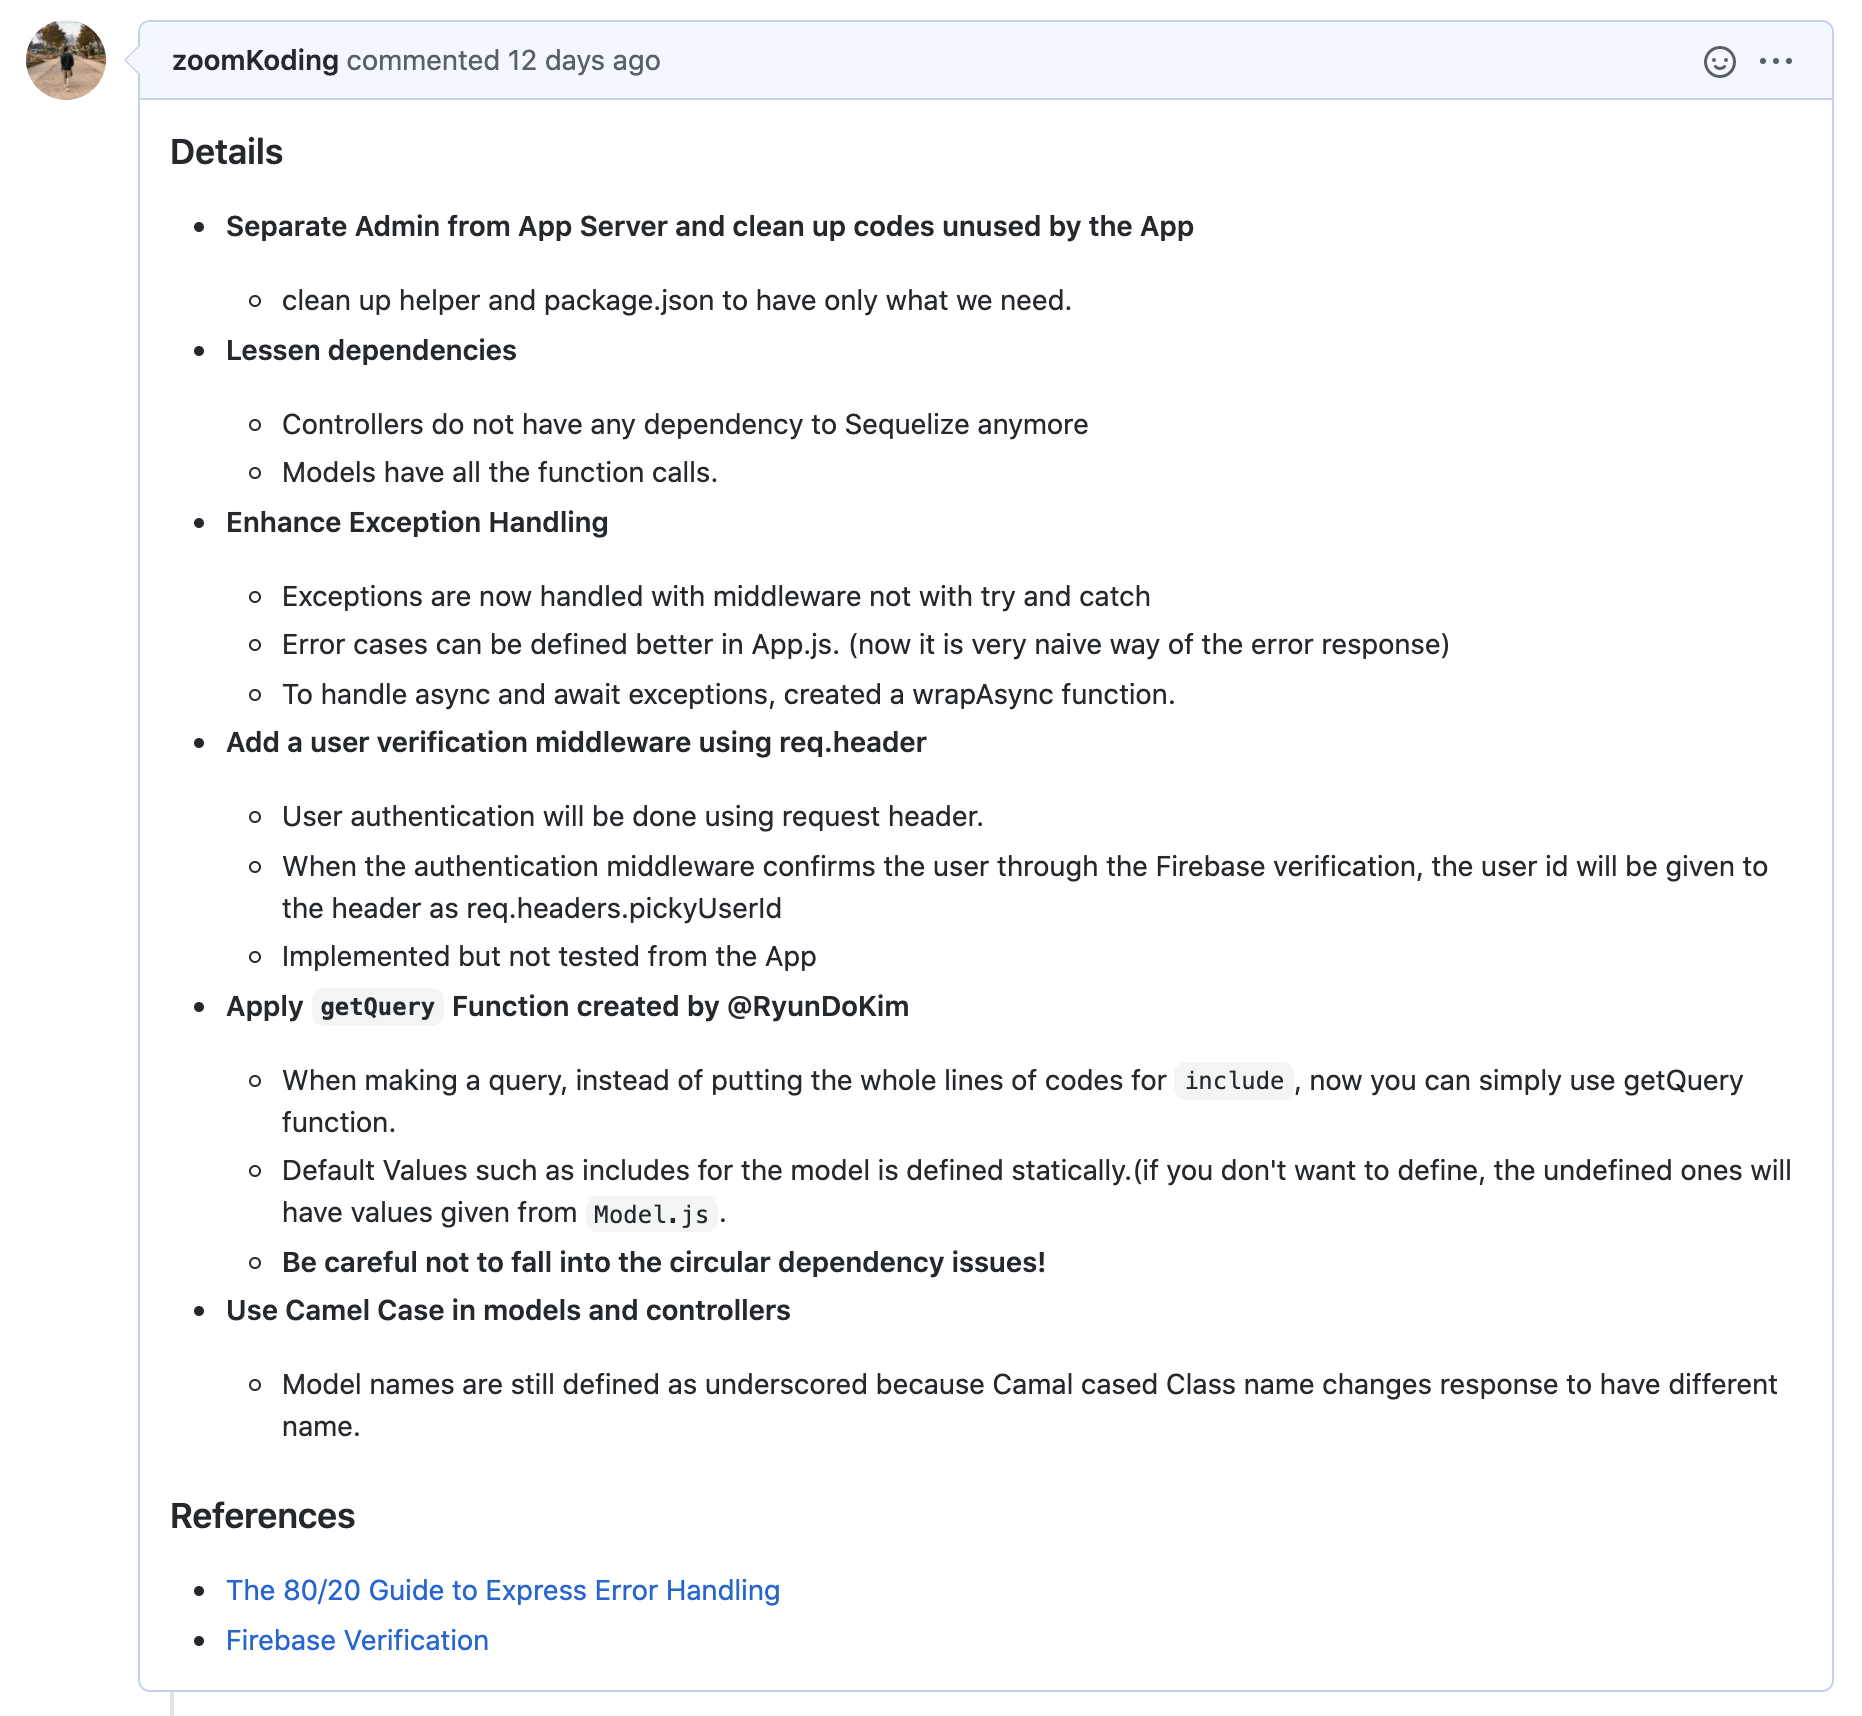 zoomKoding commented 12 days ago
Details
Separate Admin from App Server and clean up codes unused by the App
clean up helper and package.json to have only what we need.
Lessen dependencies
Controllers do not have any dependency to Sequelize anymore
Models have all the function calls.
Enhance Exception Handling
Exceptions are now handled with middleware not with try and catch
Error cases can be defined better in App.js. (now it is very naive way of the error response)
To handle async and await exceptions, created a wrapAsync function.
Add a user verification middleware using req.header
User authentication will be done using request header.
When the authentication middleware confirms the user through the Firebase verification, the user id will be given to
the header as req.headers.pickyUserId
Implemented but not tested from the App
Apply getQuery Function created by @RyunDoKim
When making a query, instead of putting the whole lines of codes for include, now you can simply use getQuery
function.
Default Values such as includes for the model is defined statically.(if you don't want to define, the undefined ones will
have values given from Model.js.
Be careful not to fall into the circular dependency issues!
Use Camel Case in models and controllers
Model names are still defined as underscored because Camal cased Class name changes response to have different
name.
References
The 80/20 Guide to Express Error Handling
Firebase Verification